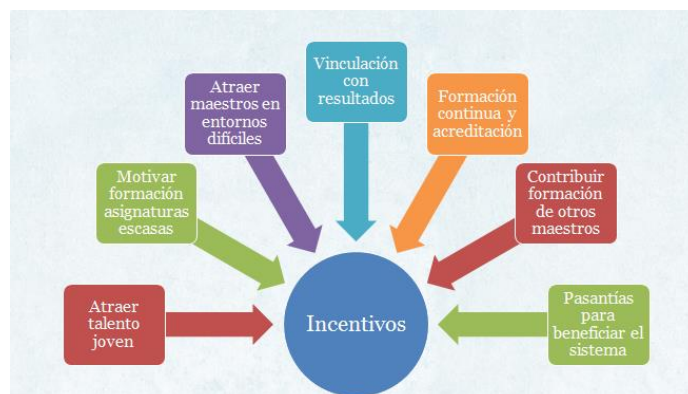 Vinculación
con
resultados
Atraer
maestros en
entornos
difíciles
Formación
continua y
acreditación
Motivar
formación
asignaturas
escasas
Contribuir
formación
de otros
maestros
Atraer
talento
joven
Incentivos
Pasantías
para
beneficiar el
sistema